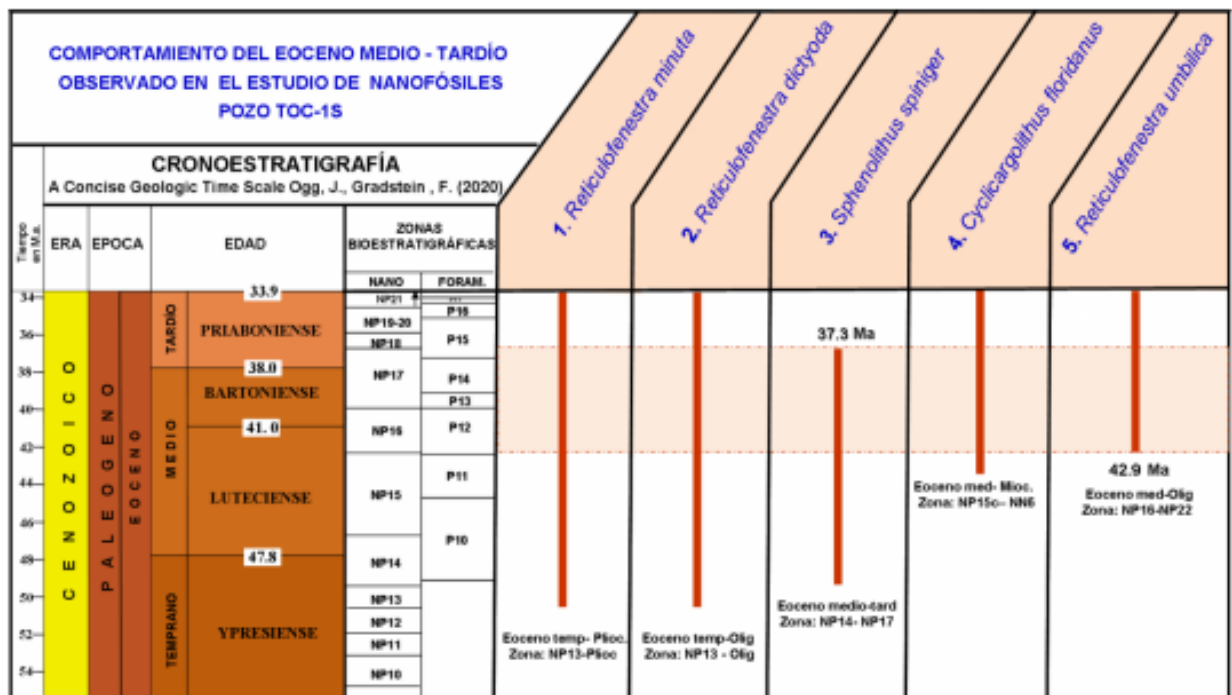 COMPORTAMIENTO DEL EOCENO MEDIO - TARDÍO
OBSERVADO EN EL ESTUDIO DE NANOFÓSILES
POZO TOC-1S
1. Reticulofenestra minuta
2. Reticulofenestra dictyoda
3. Sphenolithus spiniger
4. Cyclicargolithus floridanus
5. Reticulofenestra umbilica
CRONOESTRATIGRAFÍA
A Concise Geologic Time Scale Ogg, J., Gradstein , F. (2020)
Tiempo en M.a.
ERA
EPOCA
EDAD
ZONAS
BIOESTRATIGRÁFICAS
NANO
FORAM.
34
36
38
40
42
44
46
48
50
52
54
CENOZOICO
PALEOGENO
EOCENO
TARDÍO
MEDIO
TEMPRANO
33.9
PRIABONIENSE
38.0
BARTONIENSE
41.0
LUTECIENSE
47.8
YPRESIENSE
NP21
NP19-20
NP18
NP17
NP16
NP15
NP14
NP13
NP12
NP11
NP10
P16
P15
P14
P13
P12
P11
P10
Eoceno temp- Plioc.
Zona: NP13-Plioc
Eoceno temp-Olig
Zona: NP13 - Olig
37.3 Ma
Eoceno medio-tard
Zona: NP14- NP17
Eoceno med- Mioc.
Zona: NP15c-- NN6
42.9 Ma
Eoceno med-Olig
Zona: NP16-NP22